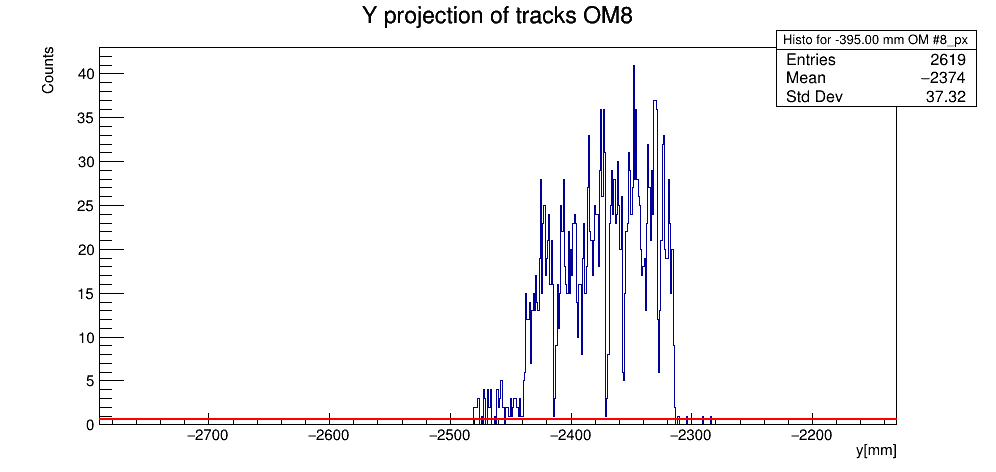 Y projection of tracks OM8
Histo for -395.00 mm OM #8_px
Entries 2619
Mean −2374
Std Dev 37.32
Counts
40
35
30
25
20
15
10
5
0
−2700 −2600 −2500 −2400 −2300 −2200
y[mm]